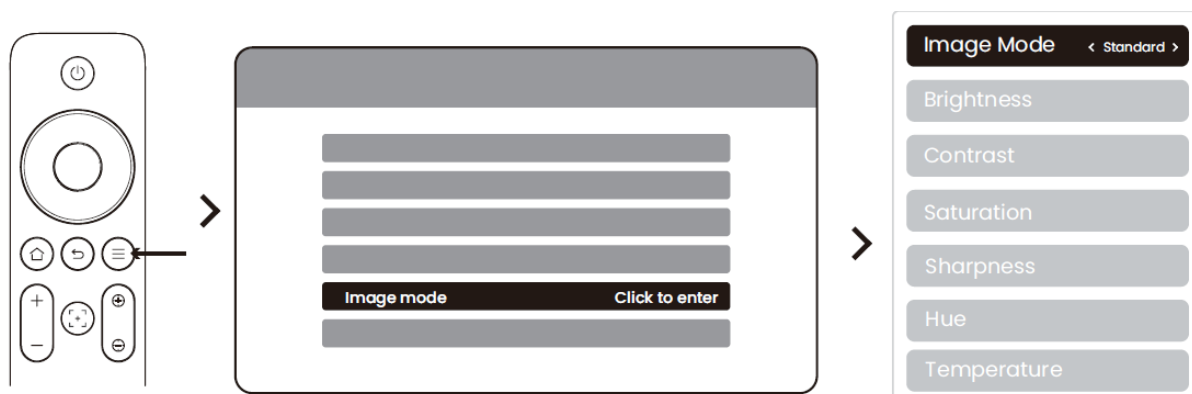 Image mode Click to enter
Image Mode < Standard >
Brightness
Contrast
Saturation
Sharpness
Hue
Temperature